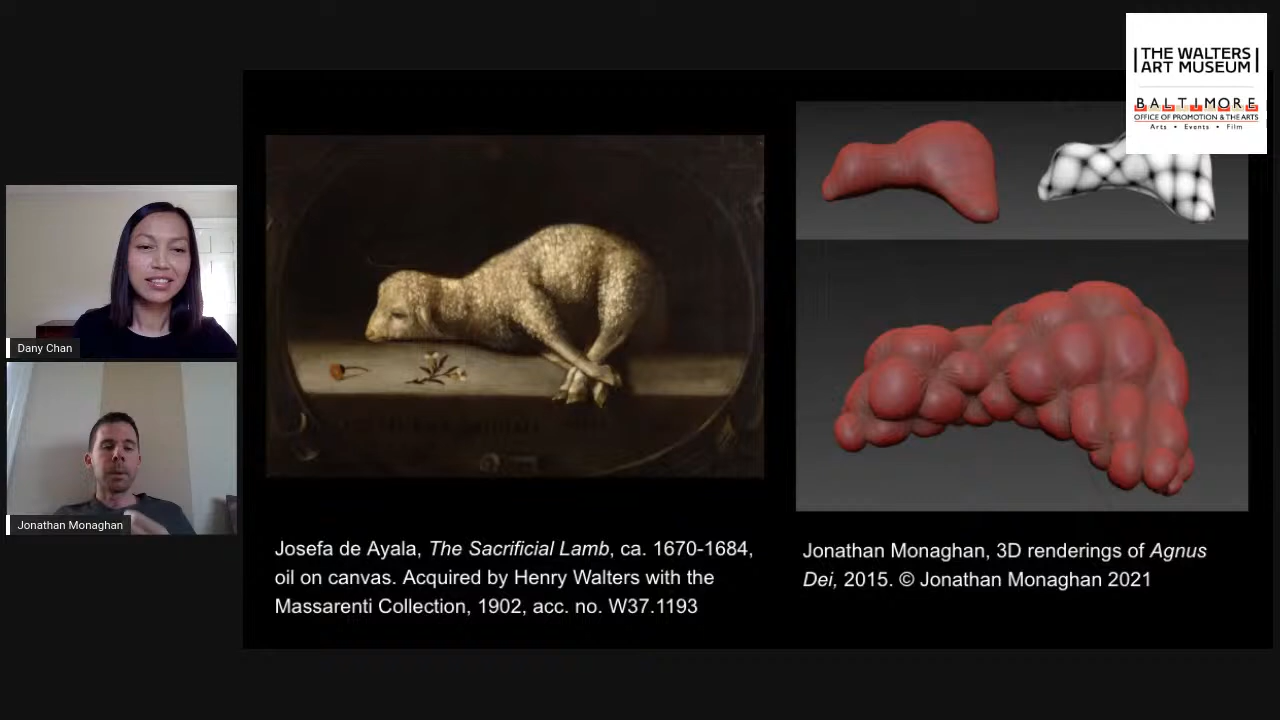 THE WALTERS
ART MUSEUM
BALTIMORE
OFFICE OF PROMOTION & THE ARTS
Arts • Events • Film
Dany Chan
Jonathan Monaghan
Josefa de Ayala, The Sacrificial Lamb, ca. 1670-1684,
oil on canvas. Acquired by Henry Walters with the
Massarenti Collection, 1902, acc. no. W37.1193
Jonathan Monaghan, 3D renderings of Agnus
Dei, 2015. © Jonathan Monaghan 2021